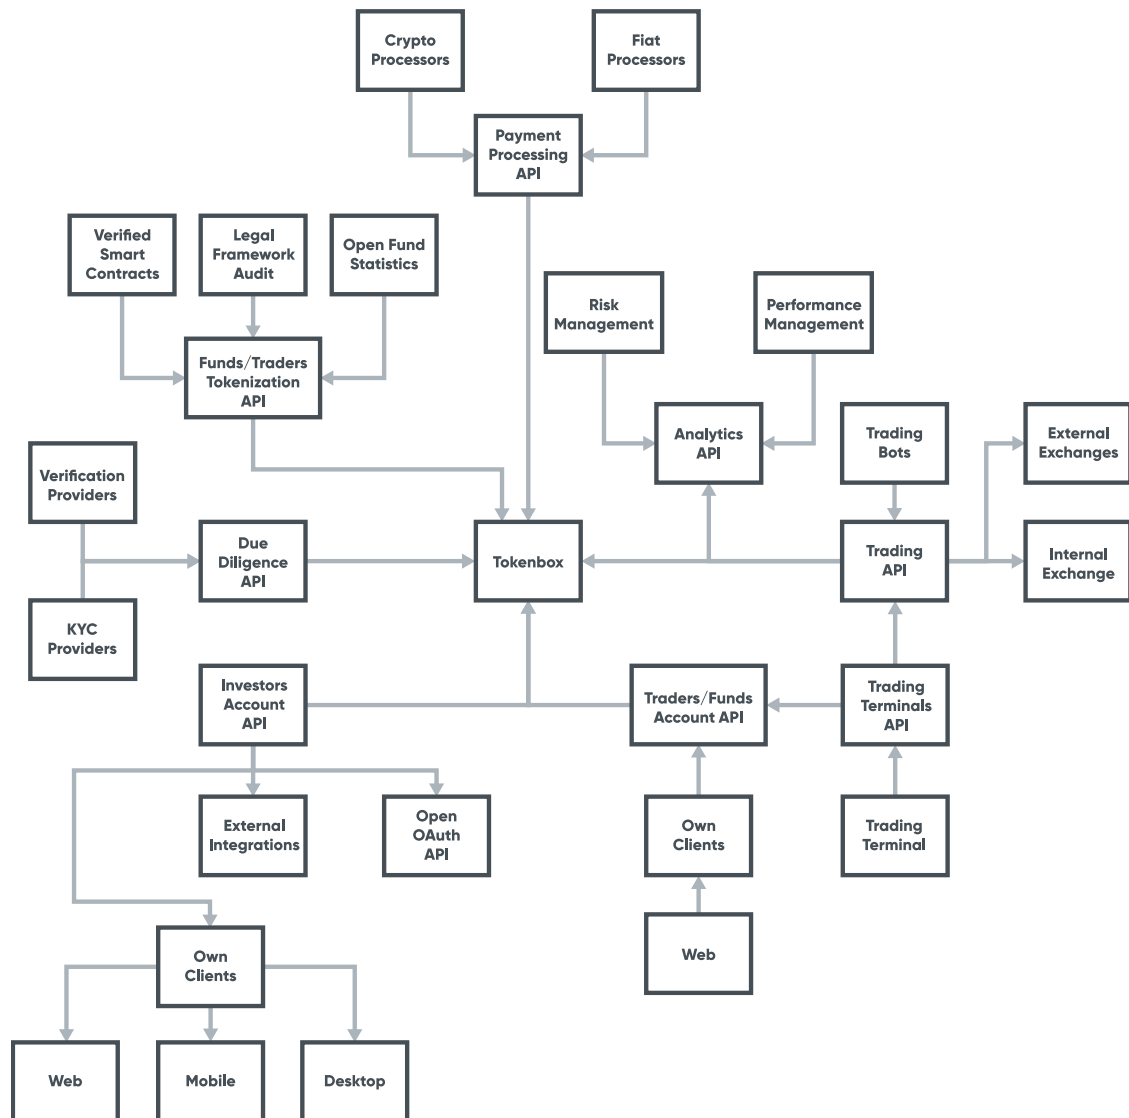 Crypto
Processors
Fiat
Processors
Payment
Processing
API
Verified
Smart
Contracts
Legal
Framework
Audit
Open Fund
Statistics
Risk
Management
Performance
Management
Funds/Traders
Tokenization
API
Analytics
API
Trading
Bots
External
Exchanges
Verification
Providers
Due
Diligence
API
Tokenbox
Trading
API
Internal
Exchange
KYC
Providers
Investors
Account
API
Traders/Funds
Account API
Trading
Terminals
API
External
Integrations
Open
OAuth
API
Own
Clients
Trading
Terminal
Own
Clients
Web
Web
Mobile
Desktop